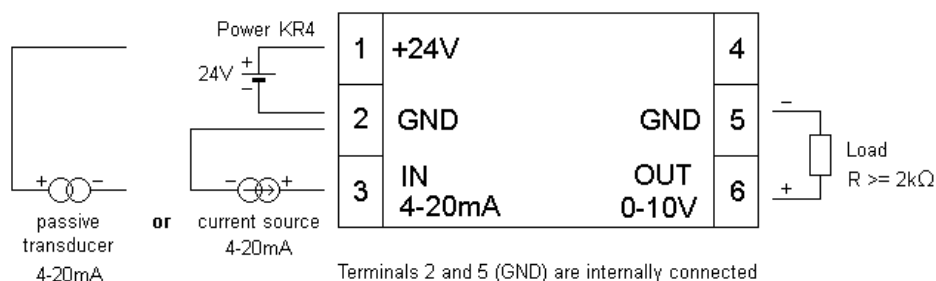 Power KR4
24V
+
−
1
+24V
4
2
GND
GND
5
−
3
IN
4-20mA
OUT
0-10V
6
+
Load
R >= 2kΩ
+
−
passive
transducer
4-20mA
or
−
+
current source
4-20mA
Terminals 2 and 5 (GND) are internally connected